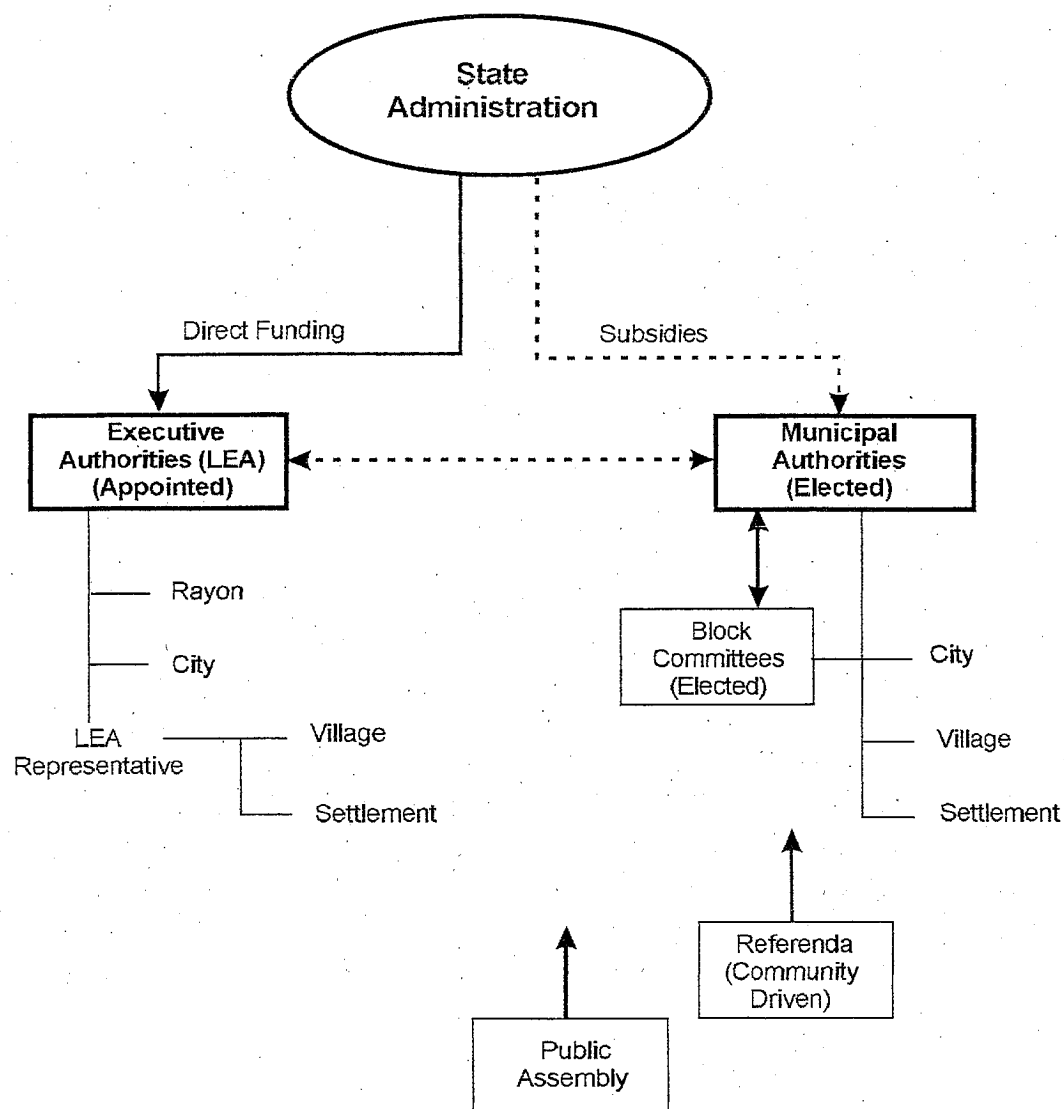 State
Administration
Direct Funding
Subsidies
Executive
Authorities (LEA)
(Appointed)
Municipal
Authorities
(Elected)
Rayon
City
LEA
Representative
Village
Settlement
Block
Committees
(Elected)
City
Village
Settlement
Referenda
(Community
Driven)
Public
Assembly